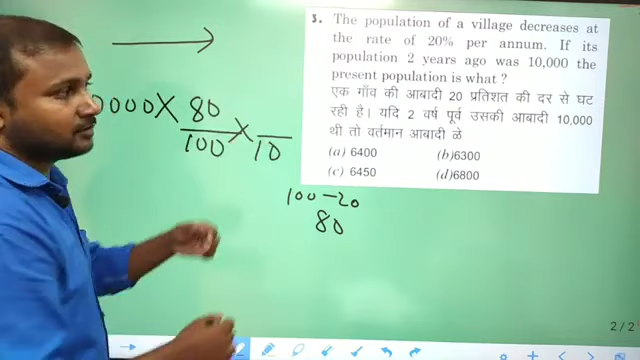 3. The population of a village decreases at
the rate of 20% per annum. If its
population 2 years ago was 10,000 the
present population is what ?
एक गाँव की आबादी 20 प्रतिशत की दर से घट
रही है। यदि 2 वर्ष पूर्व उसकी आबादी 10,000
थी तो वर्तमान आबादी ळे
(a) 6400 (b)6300
(c) 6450 (d)6800
0000 × 80/100 × /10
100-20
80
2/2